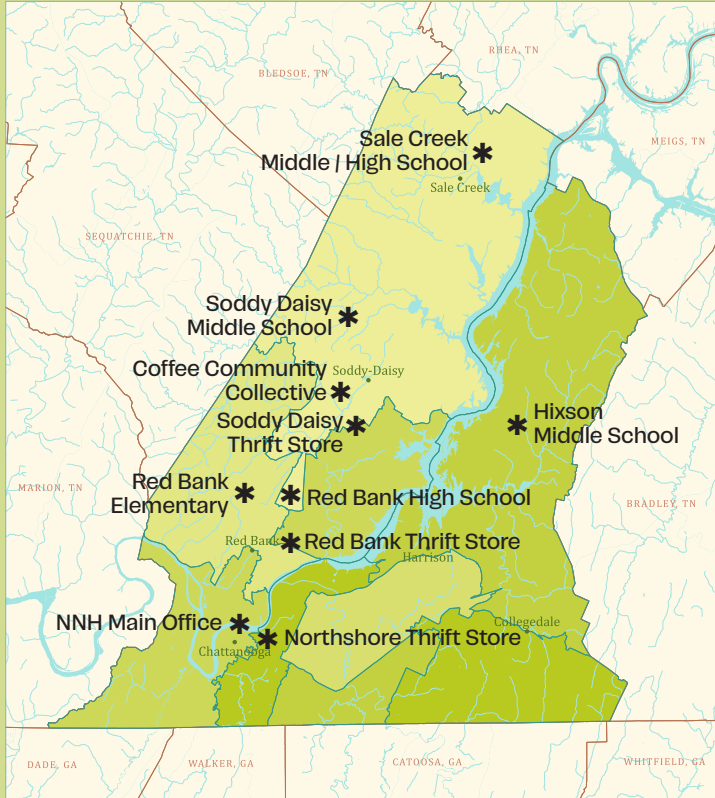 RHEA, TN
BLEDSOE, TN
Sale Creek
Middle / High School
MEIGS, TN
Sale Creek
SEQUATCHIE, TN
Soddy Daisy
Middle School
Coffee Community
Collective
Soddy-Daisy
Soddy Daisy
Thrift Store
Hixson
Middle School
Red Bank
Elementary
MARION, TN
Red Bank High School
BRADLEY, TN
Red Bank
Red Bank Thrift Store
Harrison
NNH Main Office
Collegedale
Northshore Thrift Store
Chattanooga
DADE, GA
WALKER, GA
CATOOSA, GA
WHITFIELD, GA